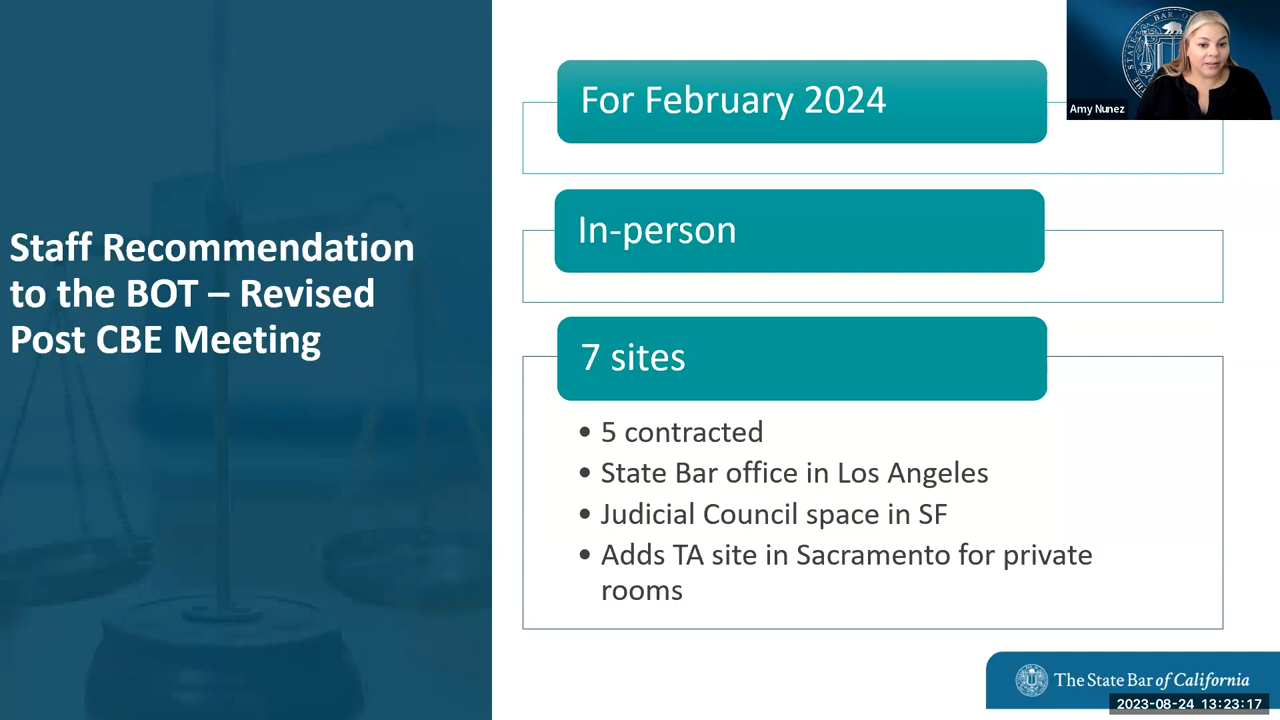 Staff Recommendation
to the BOT – Revised
Post CBE Meeting
For February 2024
In-person
7 sites
• 5 contracted
• State Bar office in Los Angeles
• Judicial Council space in SF
• Adds TA site in Sacramento for private
rooms
Amy Nunez
The State Bar of California
2023-08-24 13:23:17